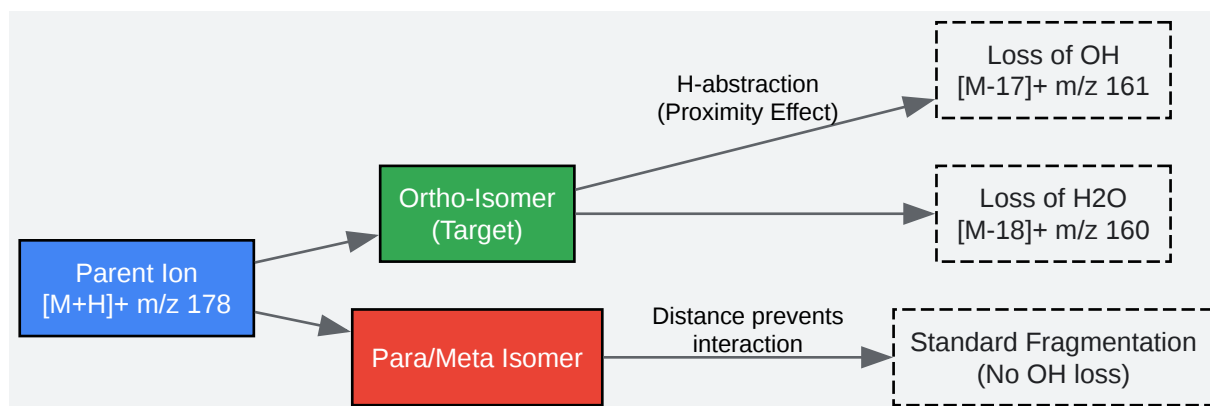 Parent Ion
[M+H]+ m/z 178
Ortho-Isomer
(Target)
Para/Meta Isomer
H-abstraction
(Proximity Effect)
Distance prevents
interaction
Loss of OH
[M-17]+ m/z 161
Loss of H2O
[M-18]+ m/z 160
Standard Fragmentation
(No OH loss)